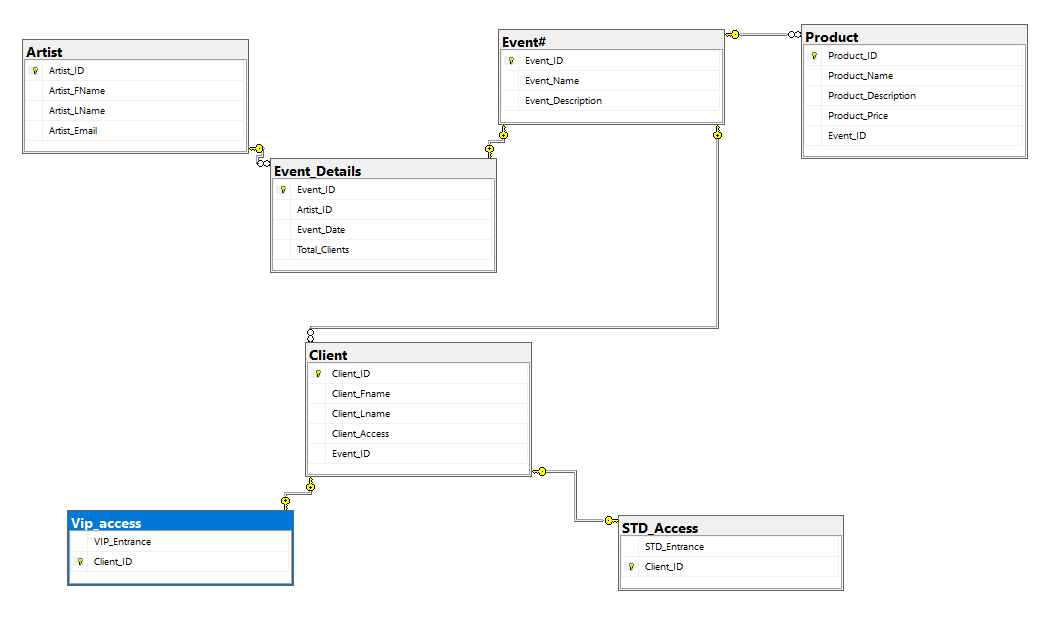 Artist
Artist_ID
Artist_FName
Artist_LName
Artist_Email
Event#
Event_ID
Event_Name
Event_Description
Product
Product_ID
Product_Name
Product_Description
Product_Price
Event_ID
Event_Details
Event_ID
Artist_ID
Event_Date
Total_Clients
Client
Client_ID
Client_Fname
Client_Lname
Client_Access
Event_ID
Vip_access
VIP_Entrance
Client_ID
STD_Access
STD_Entrance
Client_ID